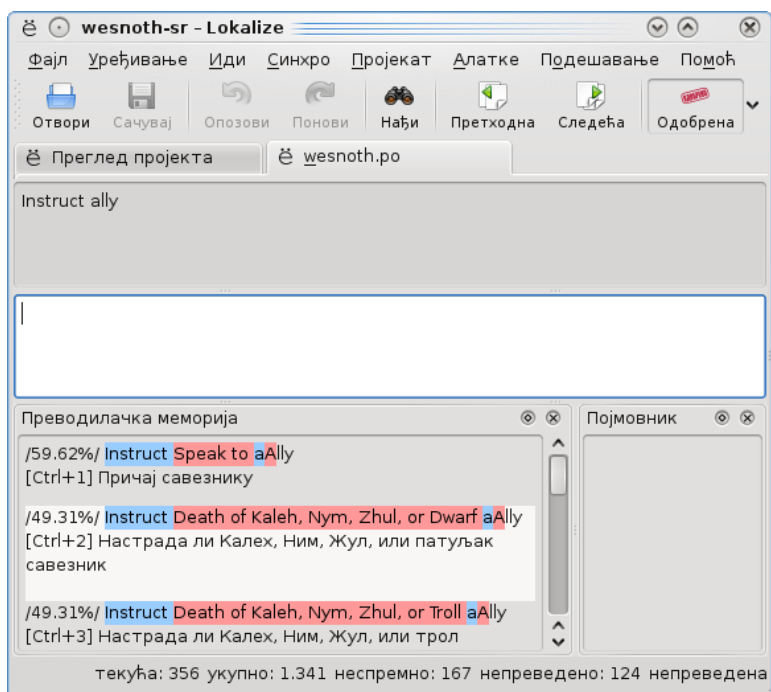 wesnoth-sr – Lokalize
Фајл Уређивање Иди Синхро Пројекат Алатке Подешавање Помоћ
Отвори Сачувај Опозови Понови Нађи Претходна Следећа Одобрена
Преглед пројекта wesnoth.po
Instruct ally
Преводилачка меморија Појмовник
/59.62%/ Instruct Speak to aAlly
[Ctrl+1] Причај савезнику
/49.31%/ Instruct Death of Kaleh, Nym, Zhul, or Dwarf aAlly
[Ctrl+2] Настрада ли Калех, Ним, Жул, или патуљак
савезник
/49.31%/ Instruct Death of Kaleh, Nym, Zhul, or Troll aAlly
[Ctrl+3] Настрада ли Калех, Ним, Жул, или трол
текућа: 356 укупно: 1.341 неспремно: 167 непреведено: 124 непреведена